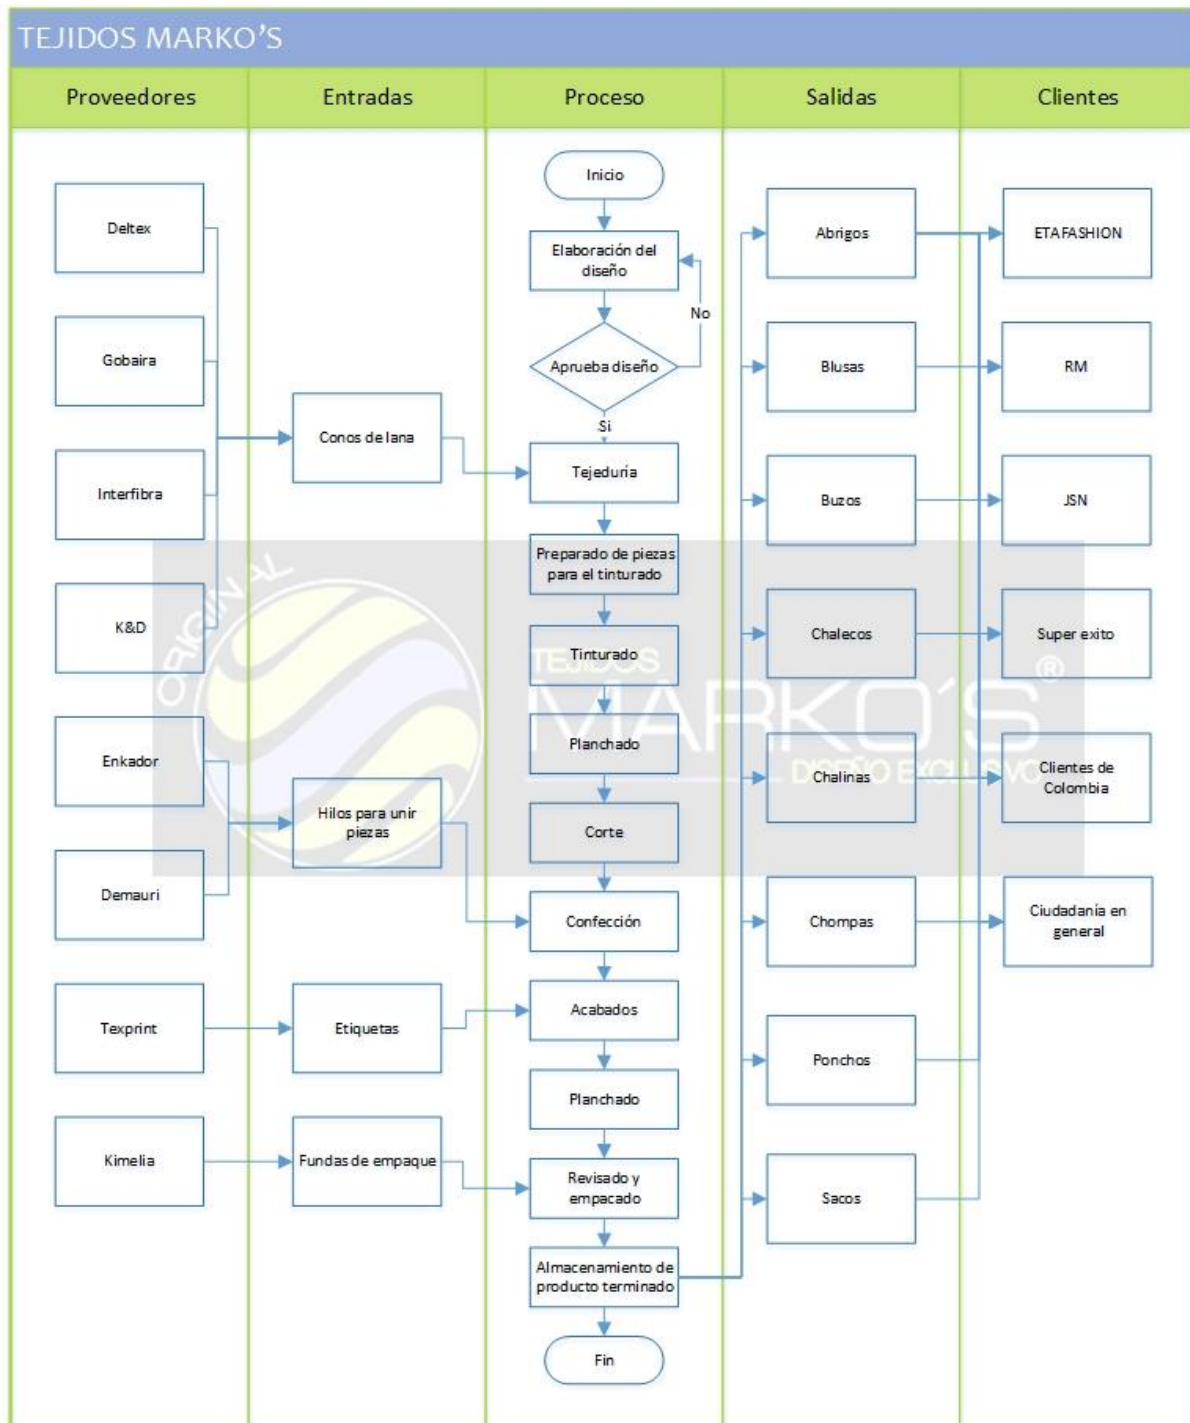 TEJIDOS MARKO'S
Proveedores
Entradas
Proceso
Salidas
Clientes
Deltex
Gobaira
Interfibra
K&D
Enkador
Demauri
Texprint
Kimelia
Conos de lana
Hilos para unir
piezas
Etiquetas
Fundas de empaque
Inicio
Elaboración del
diseño
No
Aprueba diseño
Si
Tejeduría
Preparado de piezas
para el tinturado
Tinturado
Planchado
Corte
Confección
Acabados
Planchado
Revisado y
empacado
Almacenamiento de
producto terminado
Fin
Abrigos
Blusas
Buzos
Chalecos
Chalinas
Chompas
Ponchos
Sacos
ETAFASHION
RM
JSN
Super exito
Clientes de
Colombia
Ciudadanía en
general
ORIGINAL
TEJIDOS
MARKO´S®
DISEÑO EXCLUSIVO